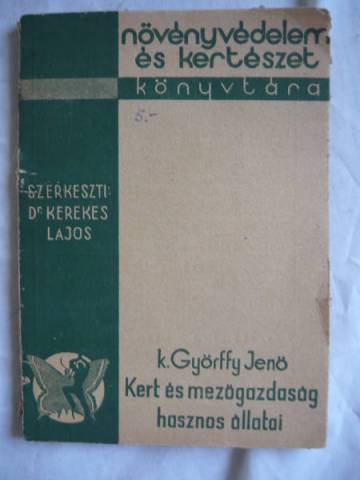 növényvédelem
és kertészet
könyvtára
5.-
SZERKESZTI:
Dr KEREKES
LAJOS
k. Györffy Jenö
Kert és mezögazdaság
hasznos állatai